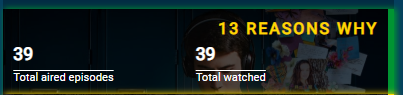 13 REASONS WHY
39
39
Total aired episodes
Total watched